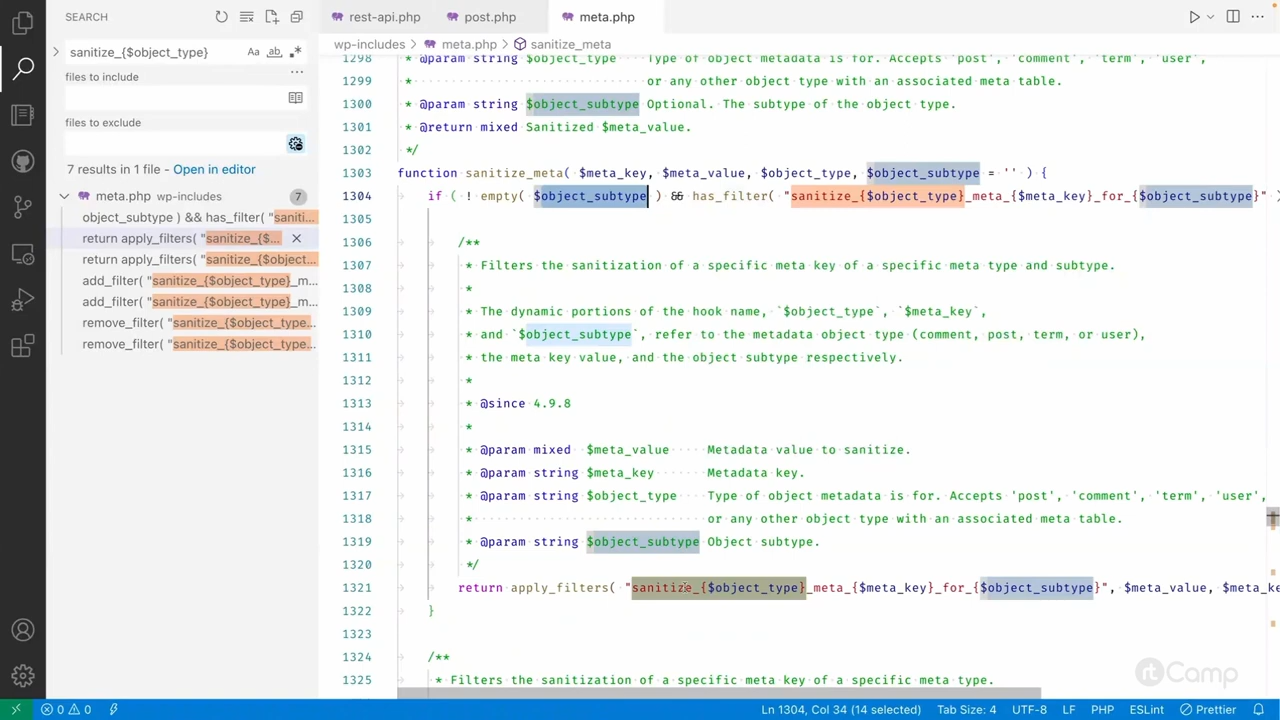 SEARCH
rest-api.php
post.php
meta.php
sanitize_{$object_type}
Aa
ab
files to include
files to exclude
7 results in 1 file - Open in editor
meta.php wp-includes
7
object_subtype ) && has_filter( "saniti...
return apply_filters( "sanitize_{$...
return apply_filters( "sanitize_{$object...
add_filter( "sanitize_{$object_type}_m...
add_filter( "sanitize_{$object_type}_m...
remove_filter( "sanitize_{$object_type...
remove_filter( "sanitize_{$object_type...
wp-includes > meta.php > sanitize_meta
1298 * @param string $object_type Type of object metadata is for. Accepts 'post', 'comment', 'term', 'user',
1299 * or any other object type with an associated meta table.
1300 * @param string $object_subtype Optional. The subtype of the object type.
1301 * @return mixed Sanitized $meta_value.
1302 */
1303 function sanitize_meta( $meta_key, $meta_value, $object_type, $object_subtype = '' ) {
1304 if ( ! empty( $object_subtype ) && has_filter( "sanitize_{$object_type}_meta_{$meta_key}_for_{$object_subtype}" )
1305
1306 /**
1307 * Filters the sanitization of a specific meta key of a specific meta type and subtype.
1308 *
1309 * The dynamic portions of the hook name, `$object_type`, `$meta_key`,
1310 * and `$object_subtype`, refer to the metadata object type (comment, post, term, or user),
1311 * the meta key value, and the object subtype respectively.
1312 *
1313 * @since 4.9.8
1314 *
1315 * @param mixed $meta_value Metadata value to sanitize.
1316 * @param string $meta_key Metadata key.
1317 * @param string $object_type Type of object metadata is for. Accepts 'post', 'comment', 'term', 'user',
1318 * or any other object type with an associated meta table.
1319 * @param string $object_subtype Object subtype.
1320 */
1321 return apply_filters( "sanitize_{$object_type}_meta_{$meta_key}_for_{$object_subtype}", $meta_value, $meta_ke
1322 }
1323
1324 /**
1325 * Filters the sanitization of a specific meta key of a specific meta type.
rtCamp
0 0
Ln 1304, Col 34 (14 selected)
Tab Size: 4
UTF-8
LF
PHP
ESLint
Prettier